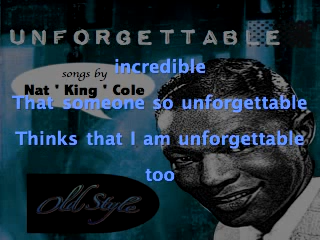 UNFORGETTABLE
songs by
Nat ' King ' Cole
incredible
That someone so unforgettable
Thinks that I am unforgettable
too
Old Style